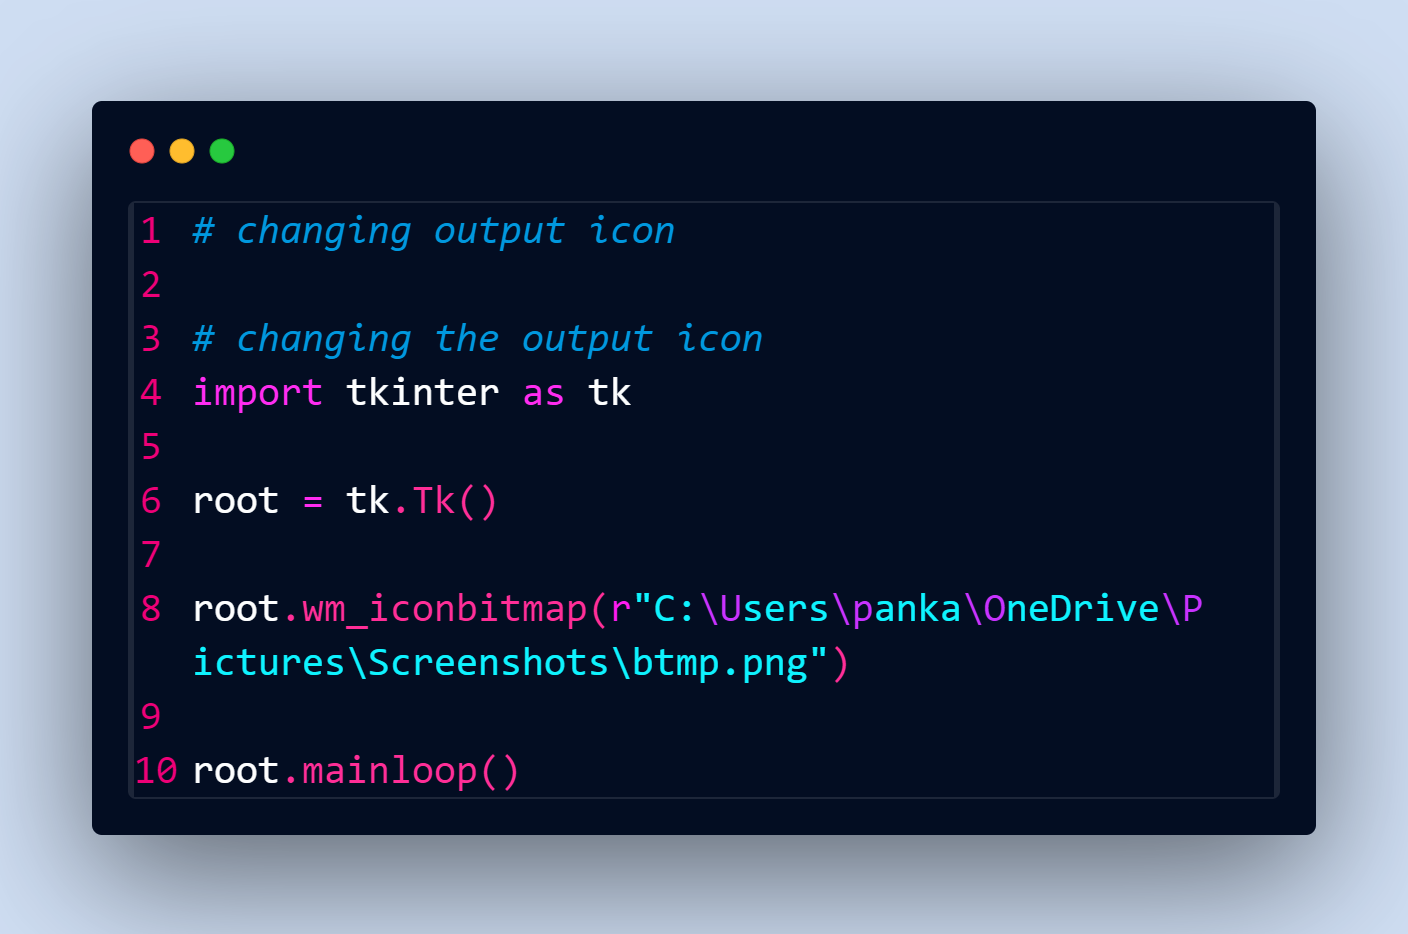 1 # changing output icon
2
3 # changing the output icon
4 import tkinter as tk
5
6 root = tk.Tk()
7
8 root.wm_iconbitmap(r"C:\Users\panka\OneDrive\P
ictures\Screenshots\btmp.png")
9
10 root.mainloop()